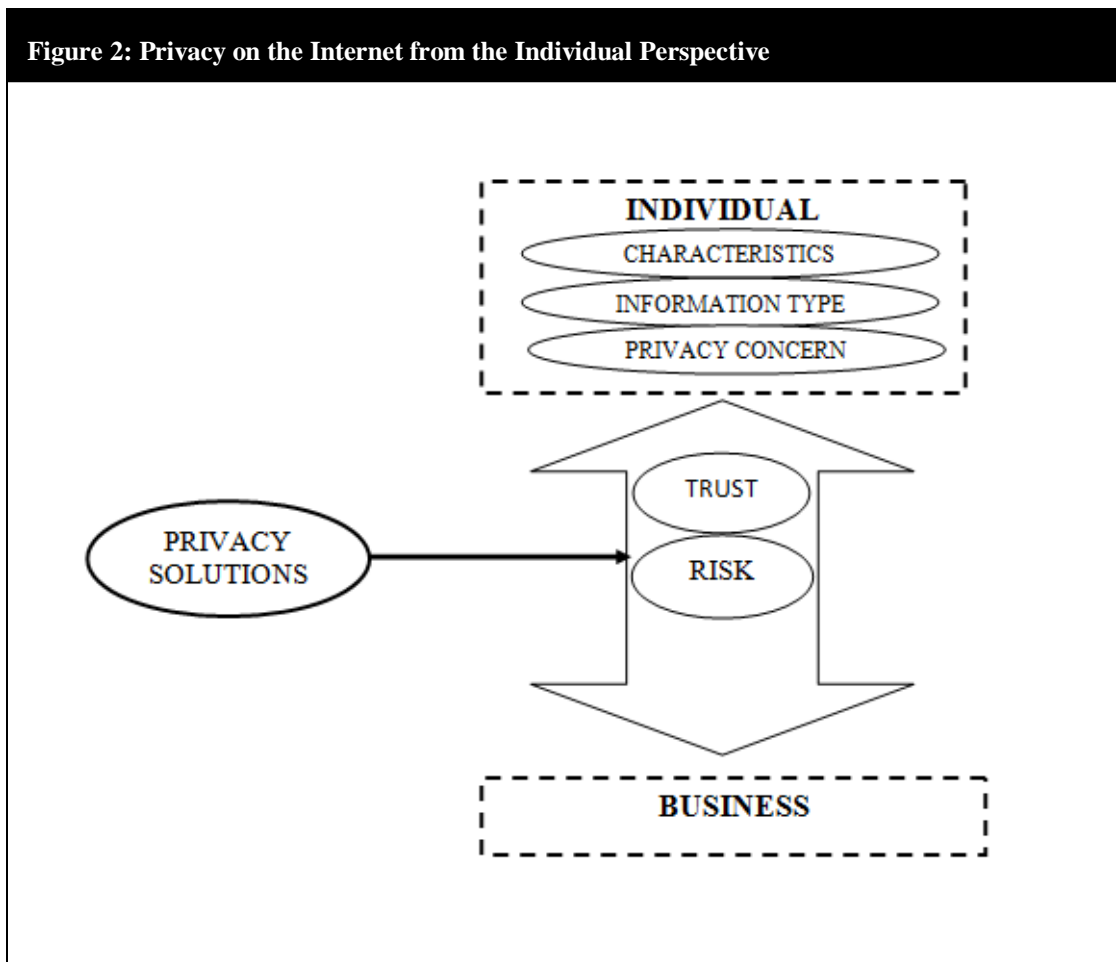 Figure 2: Privacy on the Internet from the Individual Perspective
INDIVIDUAL
CHARACTERISTICS
INFORMATION TYPE
PRIVACY CONCERN
TRUST
PRIVACY
SOLUTIONS
RISK
BUSINESS